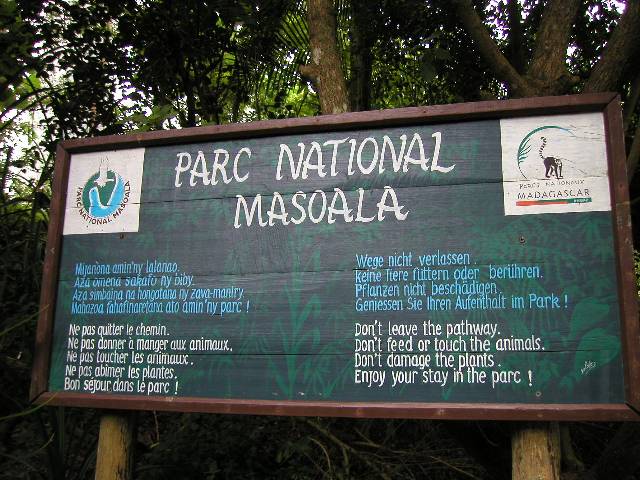 PARC NATIONAL
MASOALA
PARC NATIONAL MASOALA
PARCS NATIONAUX
MADAGASCAR
Mijanona amin'ny lalanao.
Aza omena sakafo ny biby.
Aza simbaina na hongotana ny zava-maniry
Mahazoa fahafinaretana ato amin'ny parc !
Ne pas quitter le chemin.
Ne pas donner à manger aux animaux.
Ne pas toucher les animaux.
Ne pas abimer les plantes.
Bon séjour dans le parc !
Wege nicht verlassen.
Keine Tiere füttern oder berühren.
Pflanzen nicht beschädigen.
Geniessen Sie Ihren Aufenthalt im Park !
Don't leave the pathway.
Don't feed or touch the animals.
Don't damage the plants.
Enjoy your stay in the parc !